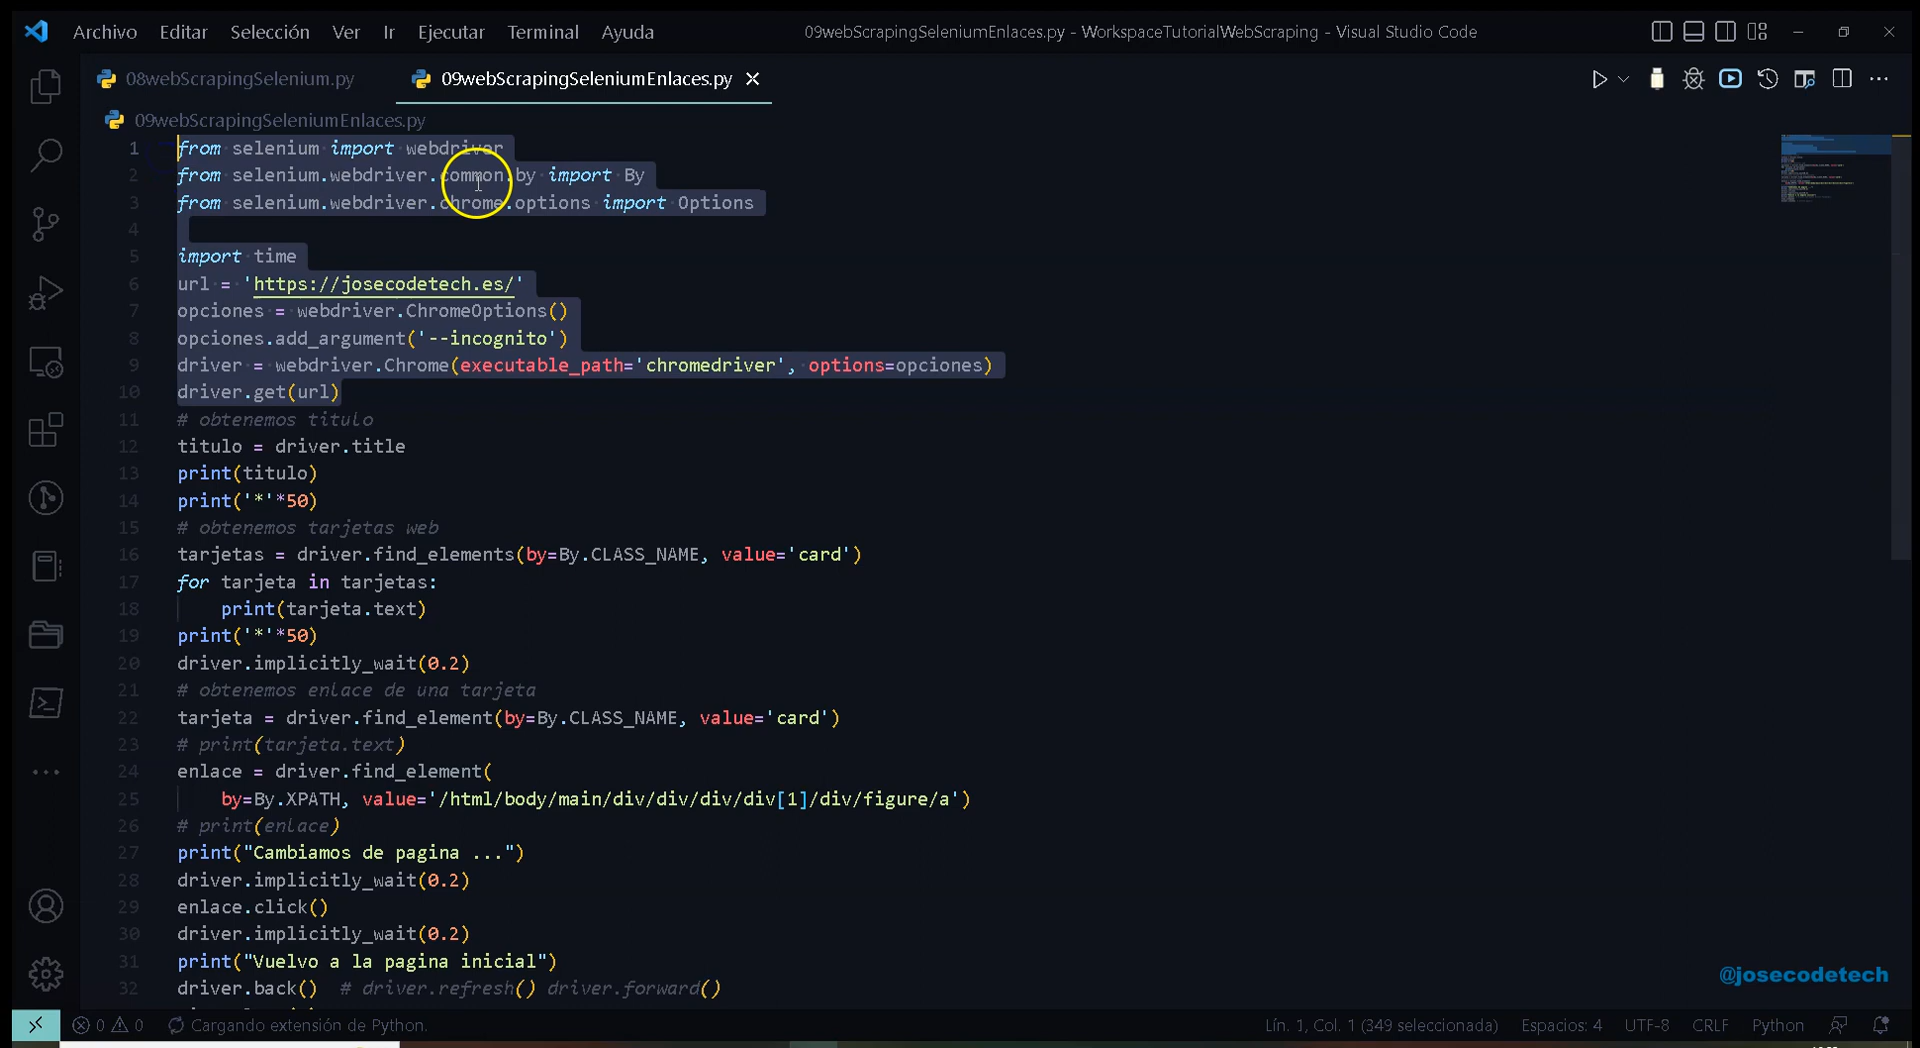 Archivo Editar Selección Ver Ir Ejecutar Terminal Ayuda 09webScrapingSeleniumEnlaces.py - WorkspaceTutorialWebScraping - Visual Studio Code
08webScrapingSelenium.py 09webScrapingSeleniumEnlaces.py
09webScrapingSeleniumEnlaces.py
1 from selenium import webdriver
2 from selenium.webdriver.common.by import By
3 from selenium.webdriver.chrome.options import Options
4
5 import time
6 url = 'https://josecodetech.es/'
7 opciones = webdriver.ChromeOptions()
8 opciones.add_argument('--incognito')
9 driver = webdriver.Chrome(executable_path='chromedriver', options=opciones)
10 driver.get(url)
11 # obtenemos titulo
12 titulo = driver.title
13 print(titulo)
14 print('*'*50)
15 # obtenemos tarjetas web
16 tarjetas = driver.find_elements(by=By.CLASS_NAME, value='card')
17 for tarjeta in tarjetas:
18 print(tarjeta.text)
19 print('*'*50)
20 driver.implicitly_wait(0.2)
21 # obtenemos enlace de una tarjeta
22 tarjeta = driver.find_element(by=By.CLASS_NAME, value='card')
23 # print(tarjeta.text)
24 enlace = driver.find_element(
25 by=By.XPATH, value='/html/body/main/div/div/div/div[1]/div/figure/a')
26 # print(enlace)
27 print("Cambiamos de pagina ...")
28 driver.implicitly_wait(0.2)
29 enlace.click()
30 driver.implicitly_wait(0.2)
31 print("Vuelvo a la pagina inicial")
32 driver.back() # driver.refresh() driver.forward()
@josecodetech
0 0 Cargando extensión de Python. Lín. 1, Col. 1 (349 seleccionada) Espacios: 4 UTF-8 CRLF Python